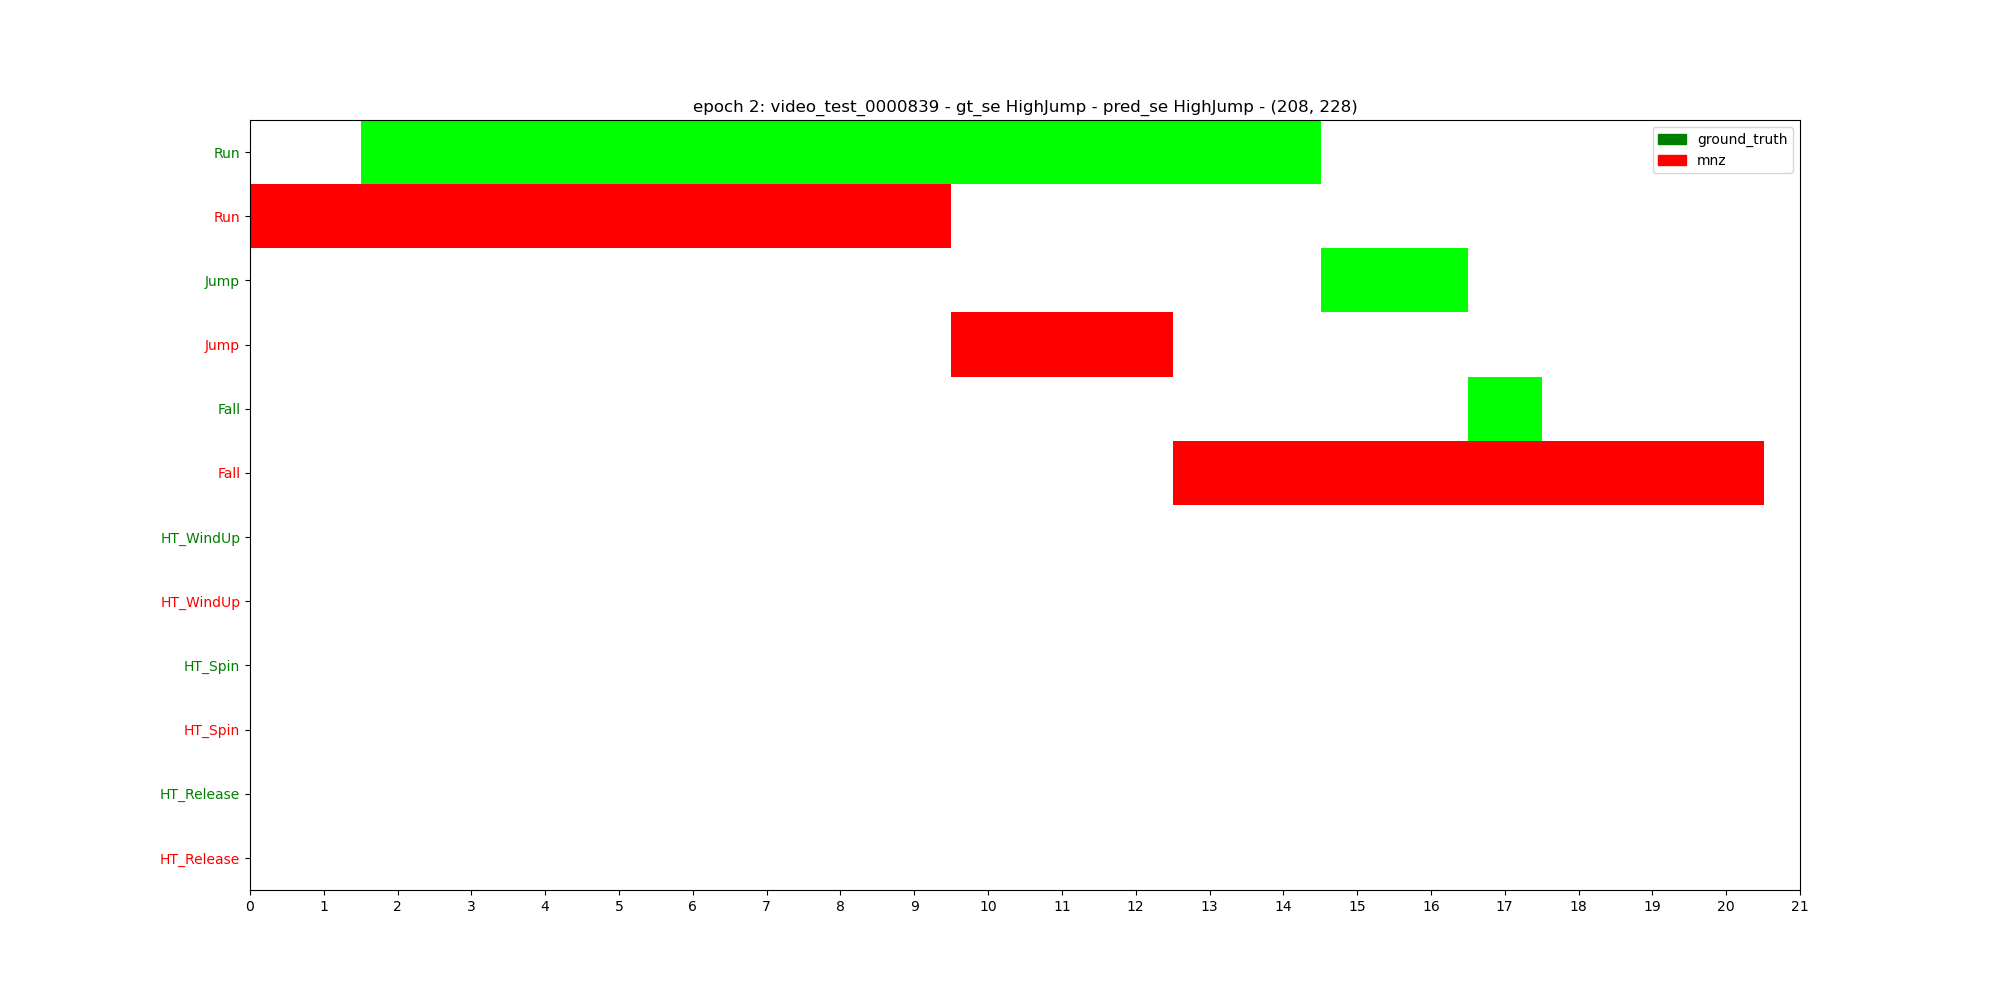 epoch 2: video_test_0000839 - gt_se HighJump - pred_se HighJump - (208, 228)
ground_truth
mnz
Run
Run
Jump
Jump
Fall
Fall
HT_WindUp
HT_WindUp
HT_Spin
HT_Spin
HT_Release
HT_Release
0 1 2 3 4 5 6 7 8 9 10 11 12 13 14 15 16 17 18 19 20 21